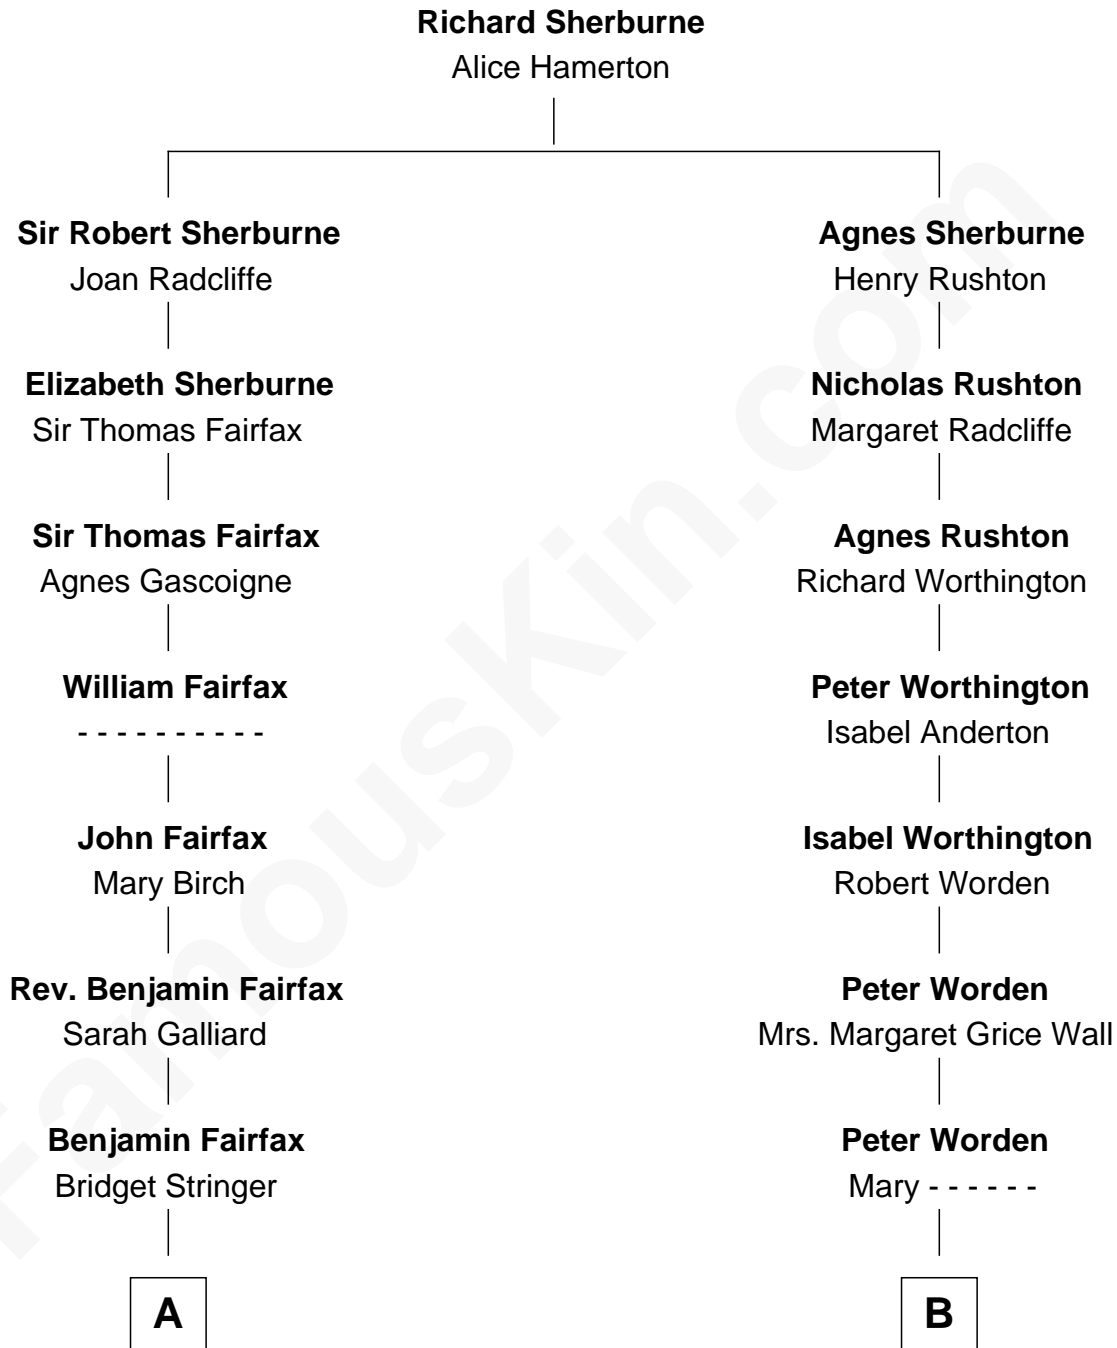 Richard Sherburne
Alice Hamerton
Sir Robert Sherburne
Joan Radcliffe
Agnes Sherburne
Henry Rushton
Elizabeth Sherburne
Sir Thomas Fairfax
Nicholas Rushton
Margaret Radcliffe
Sir Thomas Fairfax
Agnes Gascoigne
Agnes Rushton
Richard Worthington
William Fairfax
- - - - - - - - - -
Peter Worthington
Isabel Anderton
John Fairfax
Mary Birch
Isabel Worthington
Robert Worden
Rev. Benjamin Fairfax
Sarah Galliard
Peter Worden
Mrs. Margaret Grice Wall
Benjamin Fairfax
Bridget Stringer
Peter Worden
Mary - - - - - -
A
B
FamousKin.com